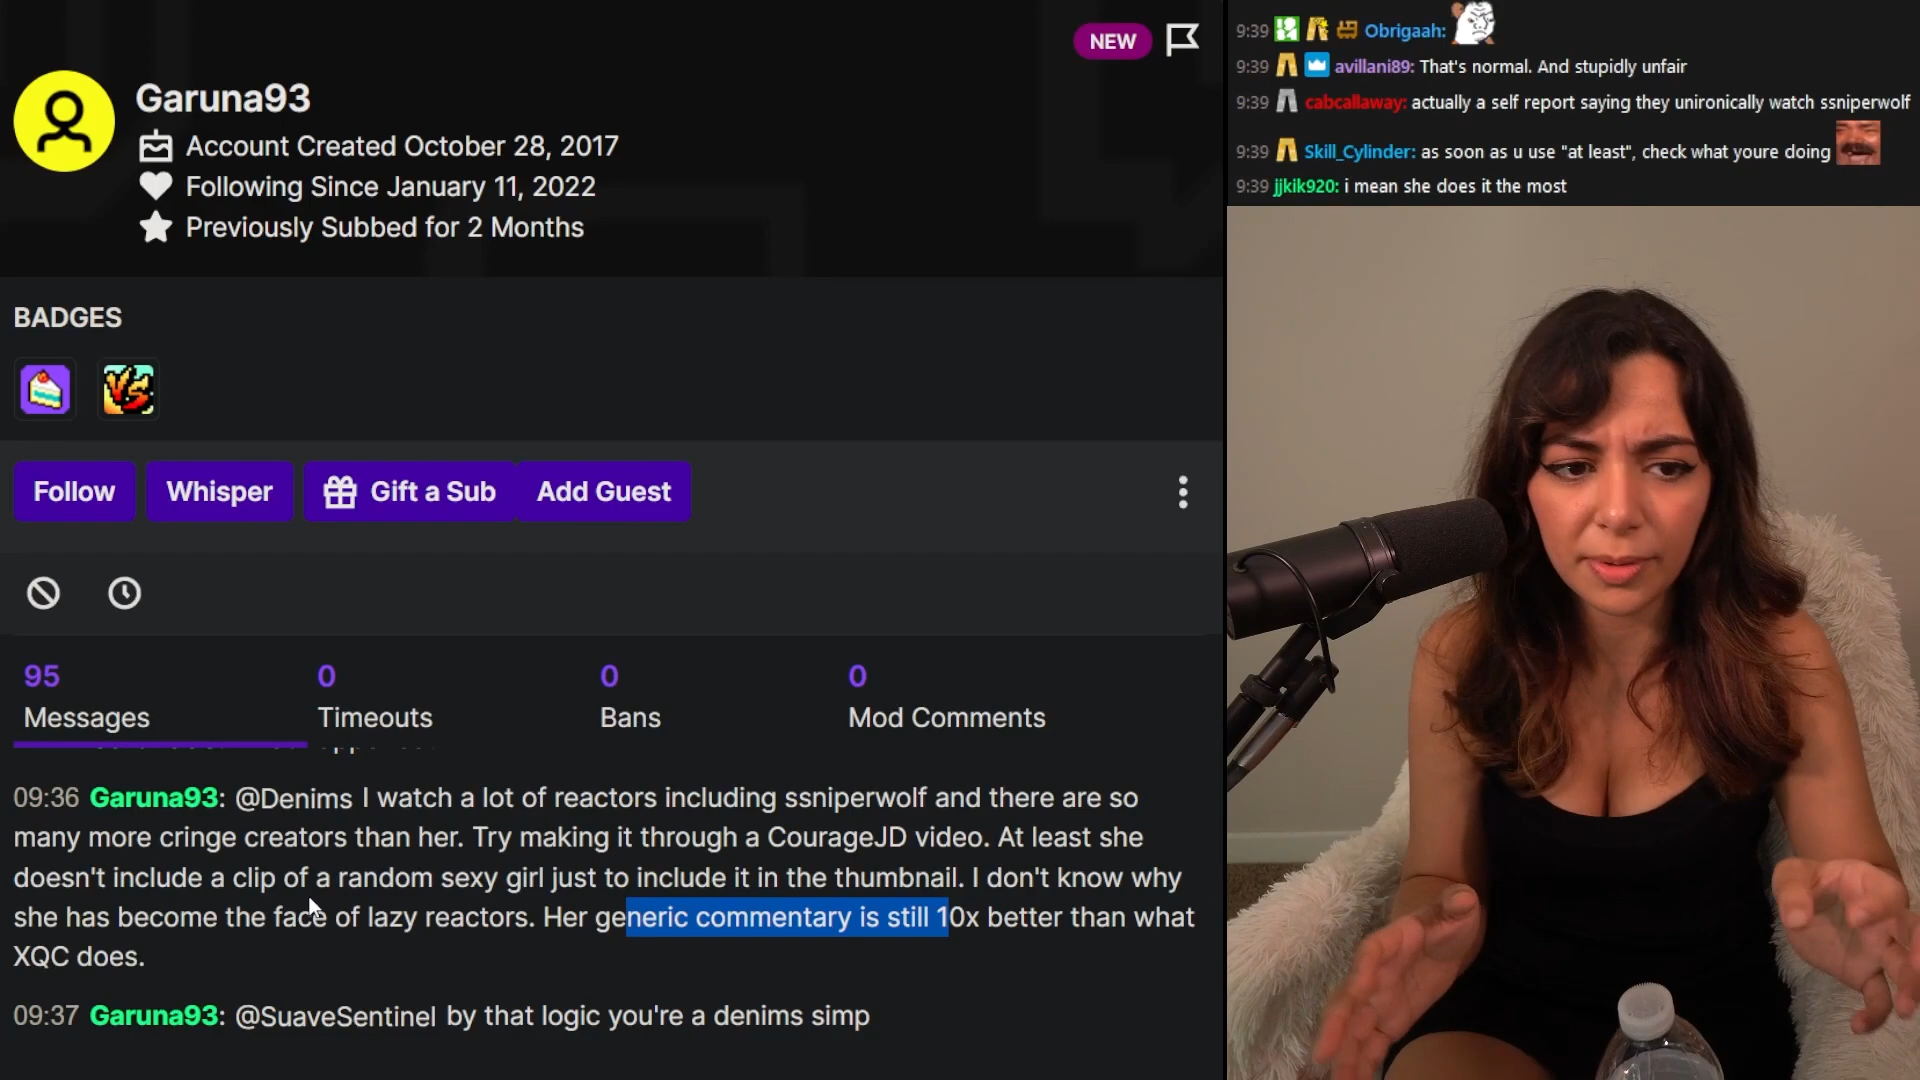 NEW
Garuna93
Account Created October 28, 2017
Following Since January 11, 2022
Previously Subbed for 2 Months
BADGES
Follow
Whisper
Gift a Sub
Add Guest
95
Messages
0
Timeouts
0
Bans
0
Mod Comments
09:36 Garuna93: @Denims I watch a lot of reactors including ssniperwolf and there are so
many more cringe creators than her. Try making it through a CourageJD video. At least she
doesn't include a clip of a random sexy girl just to include it in the thumbnail. I don't know why
she has become the face of lazy reactors. Her generic commentary is still 10x better than what
XQC does.
09:37 Garuna93: @SuaveSentinel by that logic you're a denims simp
9:39 Obrigaah:
9:39 avillani89: That's normal. And stupidly unfair
9:39 cabcallaway: actually a self report saying they unironically watch ssniperwolf
9:39 Skill_Cylinder: as soon as u use "at least", check what youre doing
9:39 jjkik920: i mean she does it the most